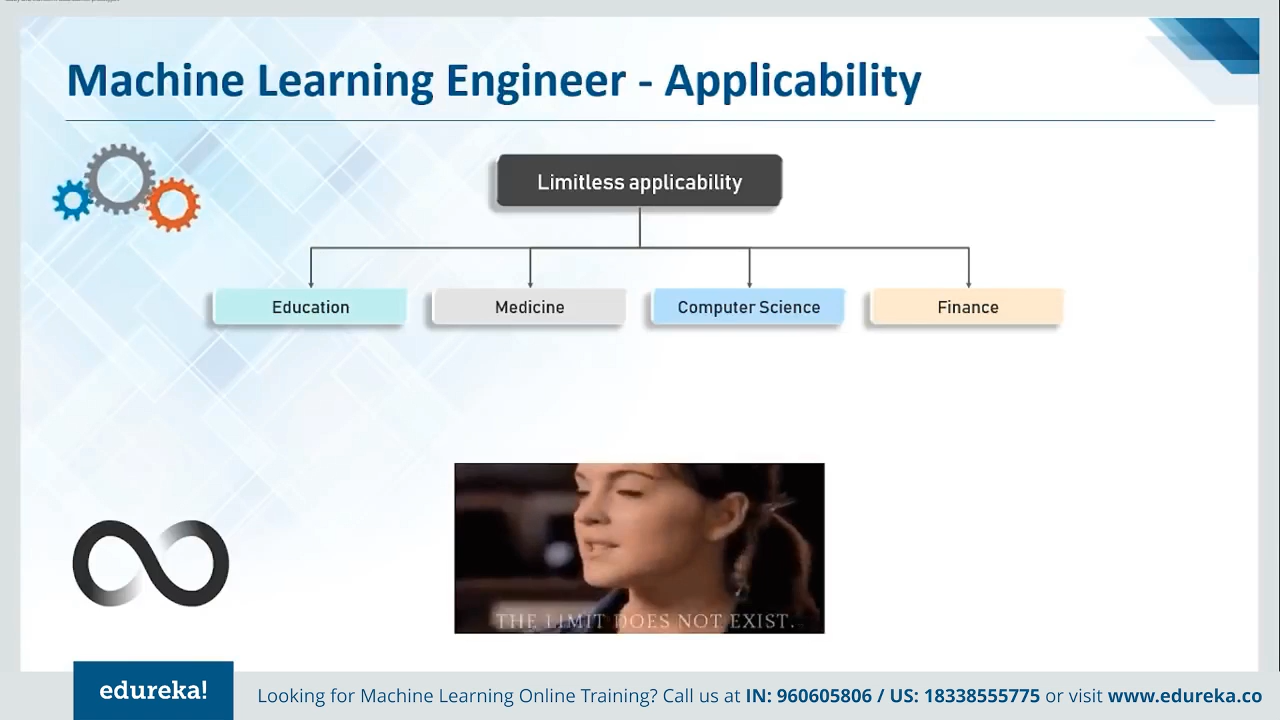 Machine Learning Engineer - Applicability
Limitless applicability
Education
Medicine
Computer Science
Finance
THE LIMIT DOES NOT EXIST.
edureka!
Looking for Machine Learning Online Training? Call us at IN: 960605806 / US: 18338555775 or visit www.edureka.co